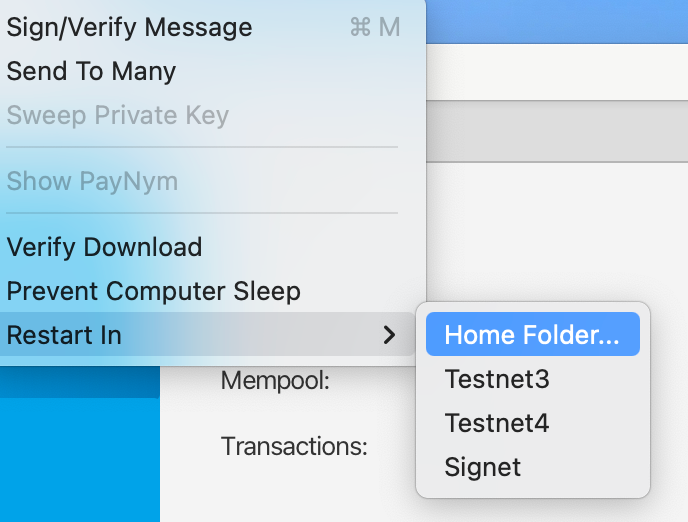 Sign/Verify Message ⌘ M
Send To Many
Sweep Private Key
Show PayNym
Verify Download
Prevent Computer Sleep
Restart In
Home Folder...
Testnet3
Testnet4
Signet
Mempool:
Transactions: